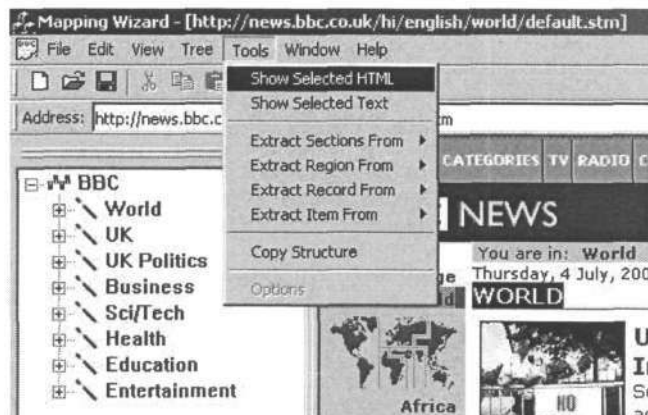 Mapping Wizard - [http://news.bbc.co.uk/hi/english/world/default.stm]
File Edit View Tree Tools Window Help
Show Selected HTML
Show Selected Text
Address: http://news.bbc.c
tm
Extract Sections From
Extract Region From
Extract Record From
Extract Item From
Copy Structure
Options
CATEGORIES TV RADIO C
NEWS
You are in: World
Thursday, 4 July, 200
WORLD
BBC
World
UK
UK Politics
Business
Sci/Tech
Health
Education
Entertainment
Africa
NO